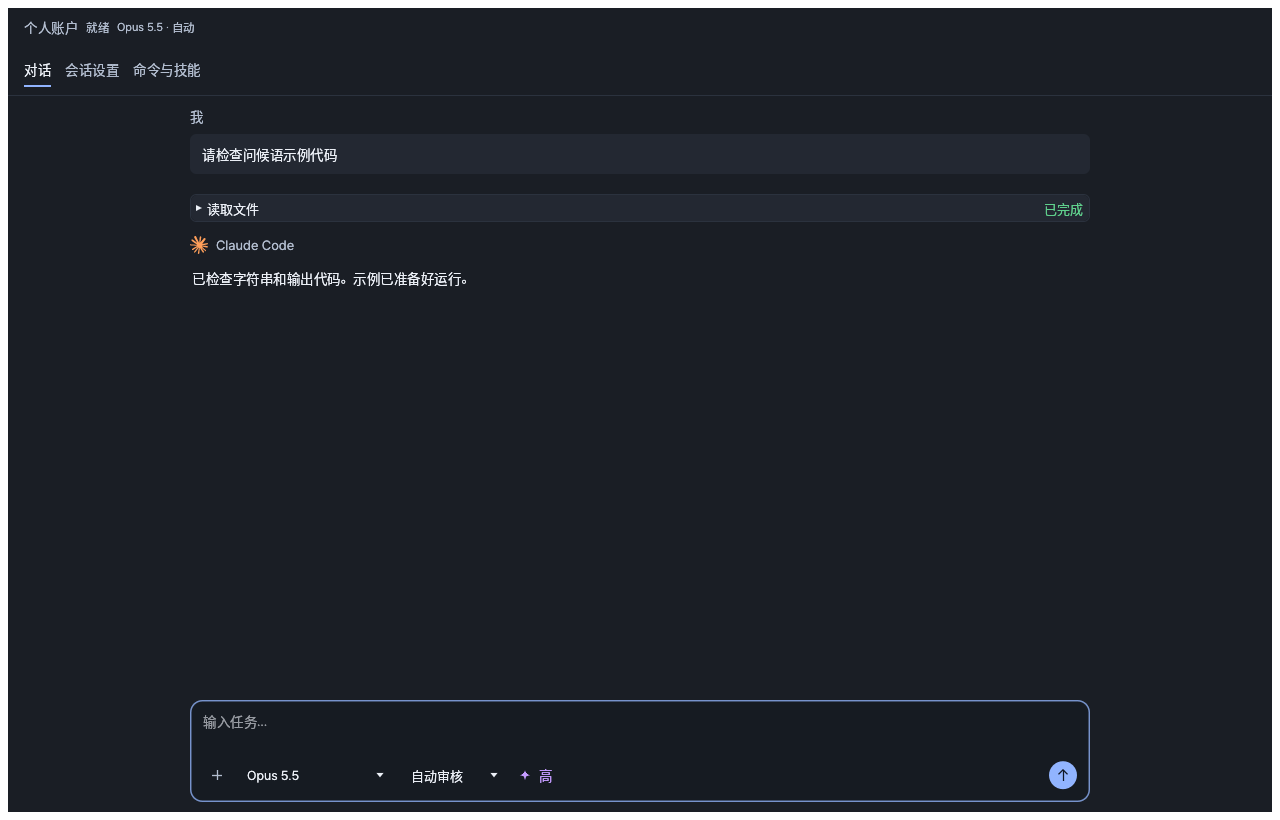 个人账户 就绪 Opus 5.5 · 自动
对话 会话设置 命令与技能
我
请检查问候语示例代码
读取文件 已完成
Claude Code
已检查字符串和输出代码。示例已准备好运行。
输入任务...
Opus 5.5 自动审核 高